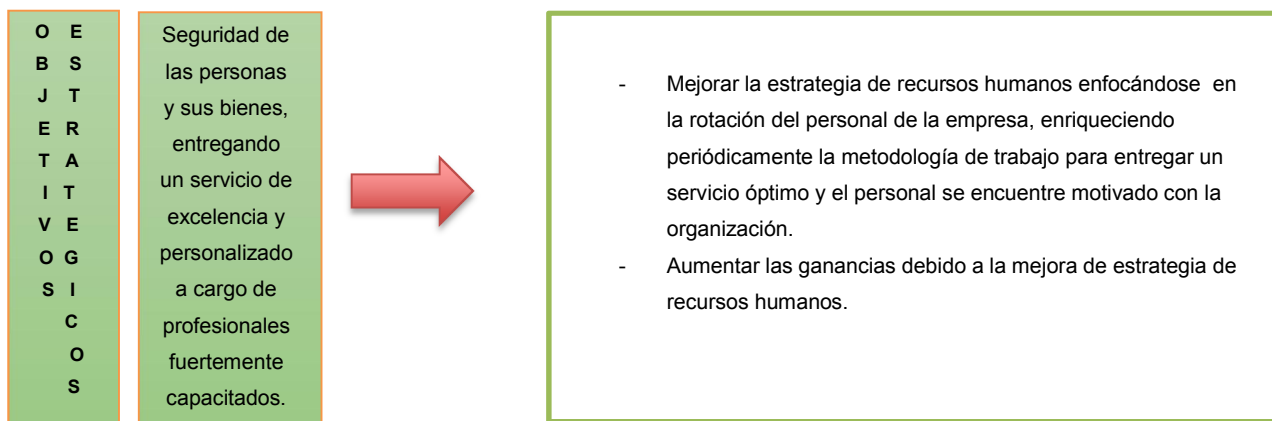 O E
B S
J T
E R
T A
I T
V E
O G
S I
C
O
S
Seguridad de
las personas
y sus bienes,
entregando
un servicio de
excelencia y
personalizado
a cargo de
profesionales
fuertemente
capacitados.
- Mejorar la estrategia de recursos humanos enfocándose en
la rotación del personal de la empresa, enriqueciendo
periódicamente la metodología de trabajo para entregar un
servicio óptimo y el personal se encuentre motivado con la
organización.
- Aumentar las ganancias debido a la mejora de estrategia de
recursos humanos.